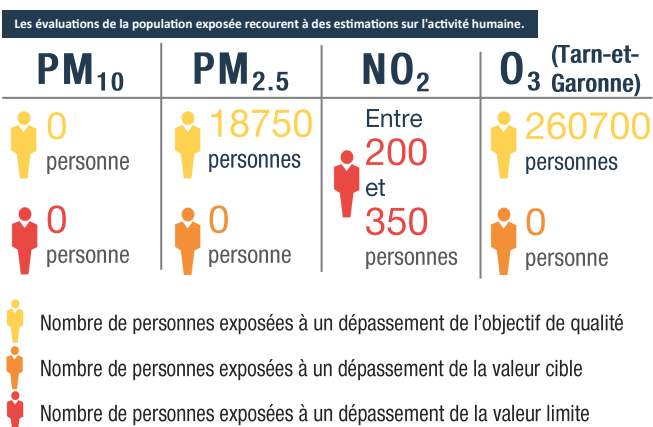 Les évaluations de la population exposée recourent à des estimations sur l'activité humaine.
PM10
PM2.5
NO2
O3 (Tarn-et-
Garonne)
0
personne
0
personne
18750
personnes
0
personne
Entre
200
et
350
personnes
260700
personnes
0
personne
Nombre de personnes exposées à un dépassement de l'objectif de qualité
Nombre de personnes exposées à un dépassement de la valeur cible
Nombre de personnes exposées à un dépassement de la valeur limite